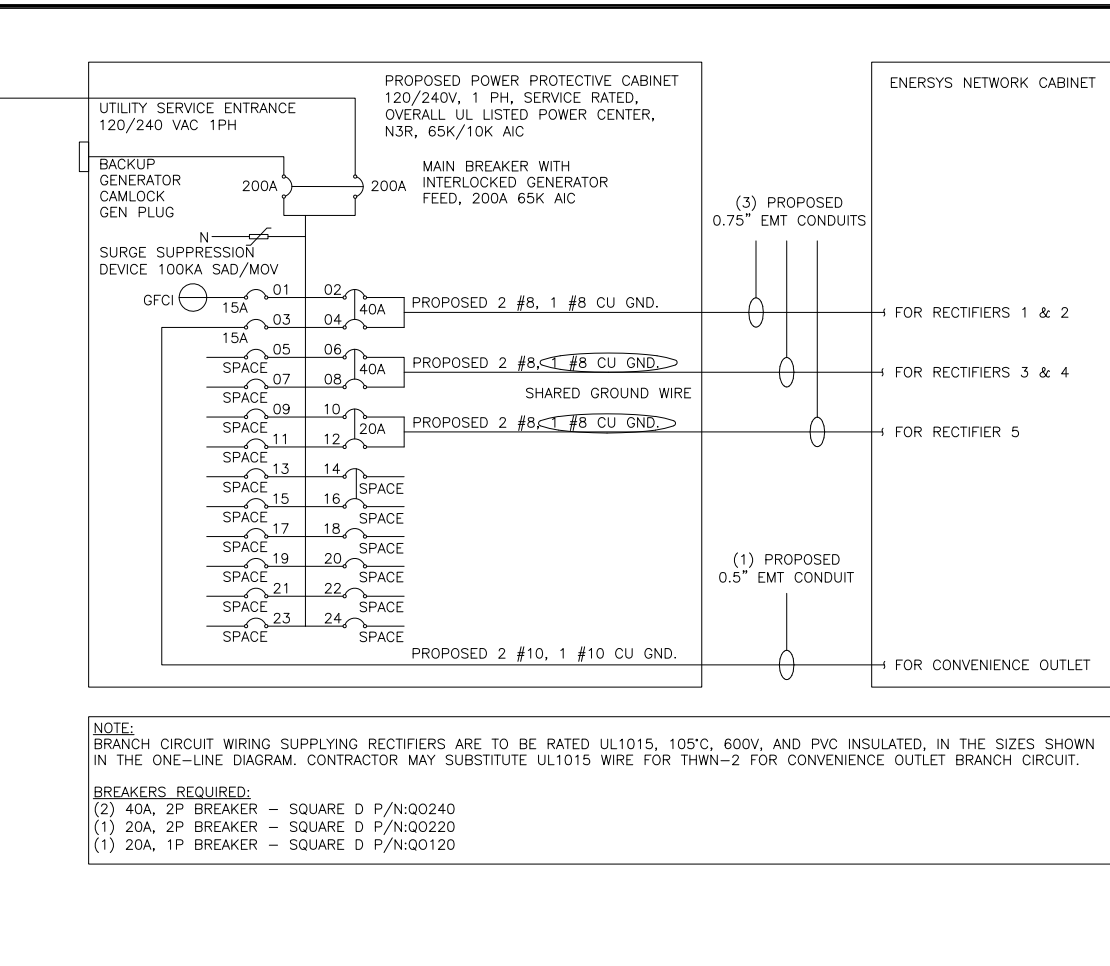 PROPOSED POWER PROTECTIVE CABINET
120/240V, 1 PH, SERVICE RATED,
OVERALL UL LISTED POWER CENTER,
N3R, 65K/10K AIC
ENERSYS NETWORK CABINET
UTILITY SERVICE ENTRANCE
120/240 VAC 1PH
BACKUP
GENERATOR
CAMLOCK
GEN PLUG
200A
200A
MAIN BREAKER WITH
INTERLOCKED GENERATOR
FEED, 200A 65K AIC
(3) PROPOSED
0.75" EMT CONDUITS
N
SURGE SUPPRESSION
DEVICE 100KA SAD/MOV
GFCI
15A
01
02
40A
PROPOSED 2 #8, 1 #8 CU GND.
FOR RECTIFIERS 1 & 2
15A
03
04
SPACE
05
06
40A
PROPOSED 2 #8, 1 #8 CU GND.
FOR RECTIFIERS 3 & 4
SPACE
07
08
SHARED GROUND WIRE
SPACE
09
10
20A
PROPOSED 2 #8, 1 #8 CU GND.
FOR RECTIFIER 5
SPACE
11
12
SPACE
13
14
SPACE
SPACE
15
16
SPACE
SPACE
17
18
SPACE
SPACE
19
20
SPACE
SPACE
21
22
SPACE
SPACE
23
24
SPACE
(1) PROPOSED
0.5" EMT CONDUIT
PROPOSED 2 #10, 1 #10 CU GND.
FOR CONVENIENCE OUTLET
NOTE:
BRANCH CIRCUIT WIRING SUPPLYING RECTIFIERS ARE TO BE RATED UL1015, 105°C, 600V, AND PVC INSULATED, IN THE SIZES SHOWN
IN THE ONE-LINE DIAGRAM. CONTRACTOR MAY SUBSTITUTE UL1015 WIRE FOR THWN-2 FOR CONVENIENCE OUTLET BRANCH CIRCUIT.
BREAKERS REQUIRED:
(2) 40A, 2P BREAKER - SQUARE D P/N:QO240
(1) 20A, 2P BREAKER - SQUARE D P/N:QO220
(1) 20A, 1P BREAKER - SQUARE D P/N:QO120